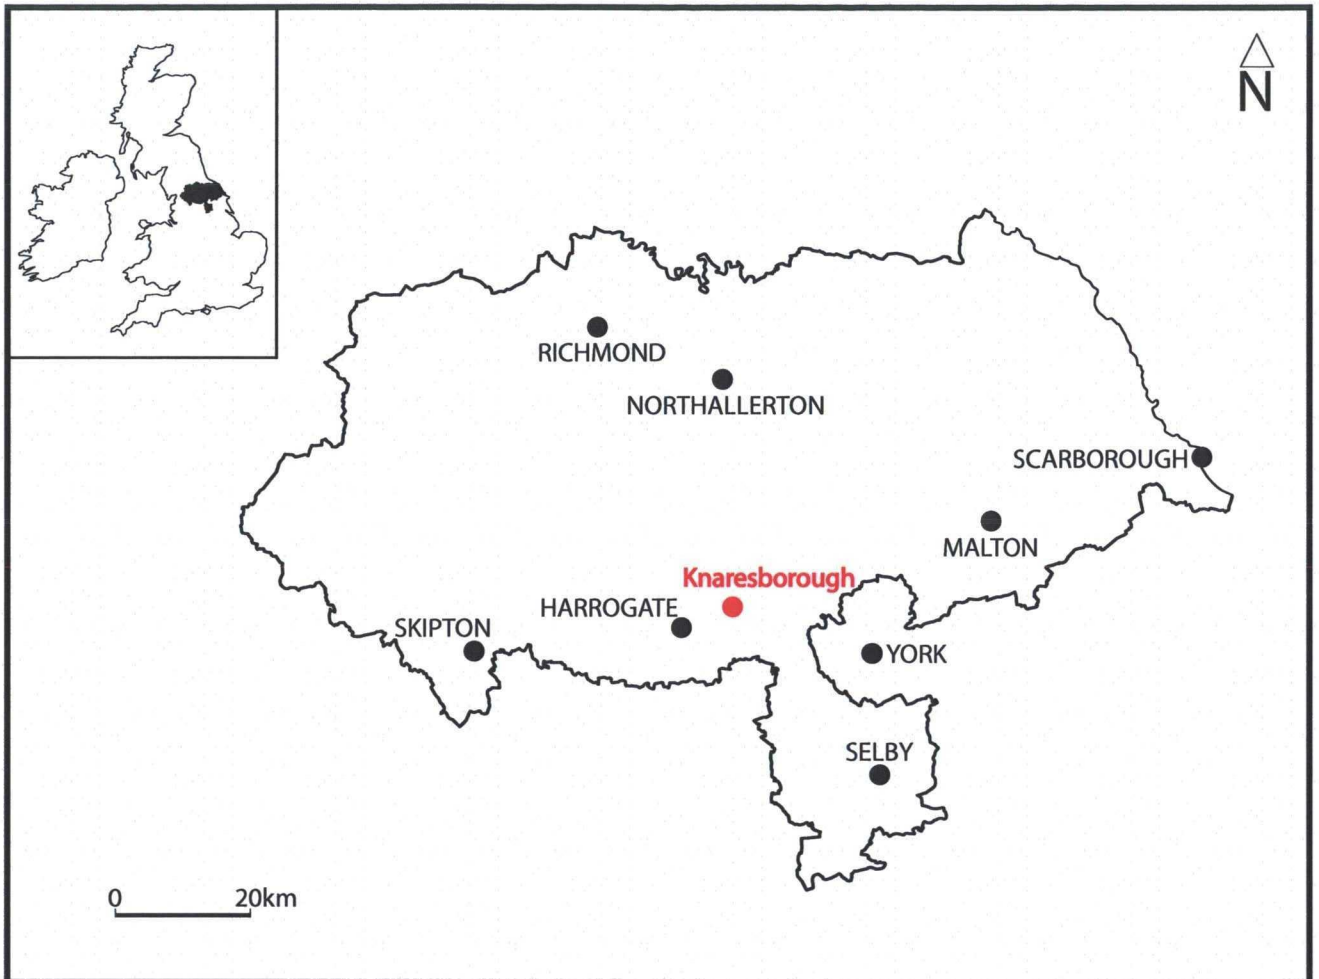 N
RICHMOND
NORTHALLERTON
SCARBOROUGH
MALTON
Knaresborough
HARROGATE
SKIPTON
YORK
SELBY
0 20km